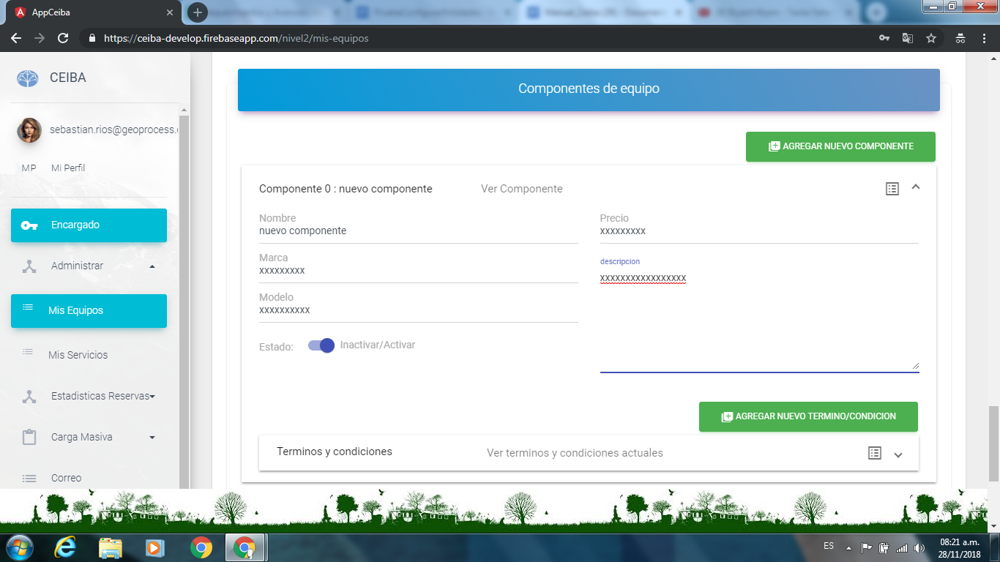 AppCeiba
https://ceiba-develop.firebaseapp.com/nivel2/mis-equipos
CEIBA
sebastian.rios@geoprocess.
MP Mi Perfil
Encargado
Administrar
Mis Equipos
Mis Servicios
Estadisticas Reservas
Carga Masiva
Correo
Componentes de equipo
AGREGAR NUEVO COMPONENTE
Componente 0 : nuevo componente Ver Componente
Nombre
nuevo componente
Marca
xxxxxxxxx
Modelo
xxxxxxxxxx
Estado: Inactivar/Activar
Precio
xxxxxxxxx
descripcion
xxxxxxxxxxxxxxxxx
AGREGAR NUEVO TERMINO/CONDICION
Terminos y condiciones Ver terminos y condiciones actuales
ES
08:21 a.m.
28/11/2018